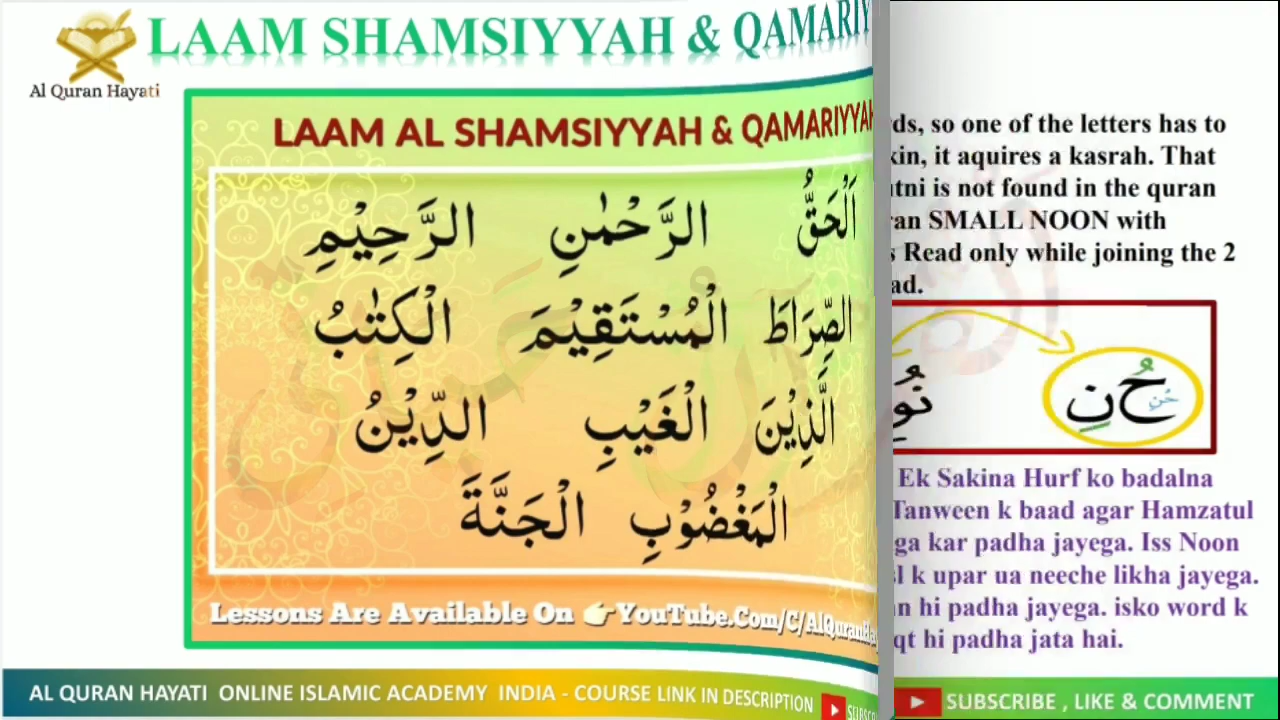 LAAM SHAMSIYYAH & QAMARIY
Al Quran Hayati
LAAM AL SHAMSIYYAH & QAMARIYYAH
اَلْحَقُّ الرَّحْمٰنِ الرَّحِيْمِ
الصِّرَاطَ الْمُسْتَقِيْمَ الْكِتٰبُ
الَّذِيْنَ الْغَيْبِ الدِّيْنُ
الْمَغْضُوْبِ الْجَنَّةَ
Lessons Are Available On 👉YouTube.Com/C/AlQuranHay
AL QURAN HAYATI ONLINE ISLAMIC ACADEMY INDIA - COURSE LINK IN DESCRIPTION
SUBSC
rds, so one of the letters has to
kin, it aquires a kasrah. That
utni is not found in the quran
ran SMALL NOON with
s Read only while joining the 2
ad.
نُوِ حُنِ
حُنِ
Ek Sakina Hurf ko badalna
Tanween k baad agar Hamzatul
ga kar padha jayega. Iss Noon
sl k upar ua neeche likha jayega.
an hi padha jayega. isko word k
qt hi padha jata hai.
SUBSCRIBE , LIKE & COMMENT